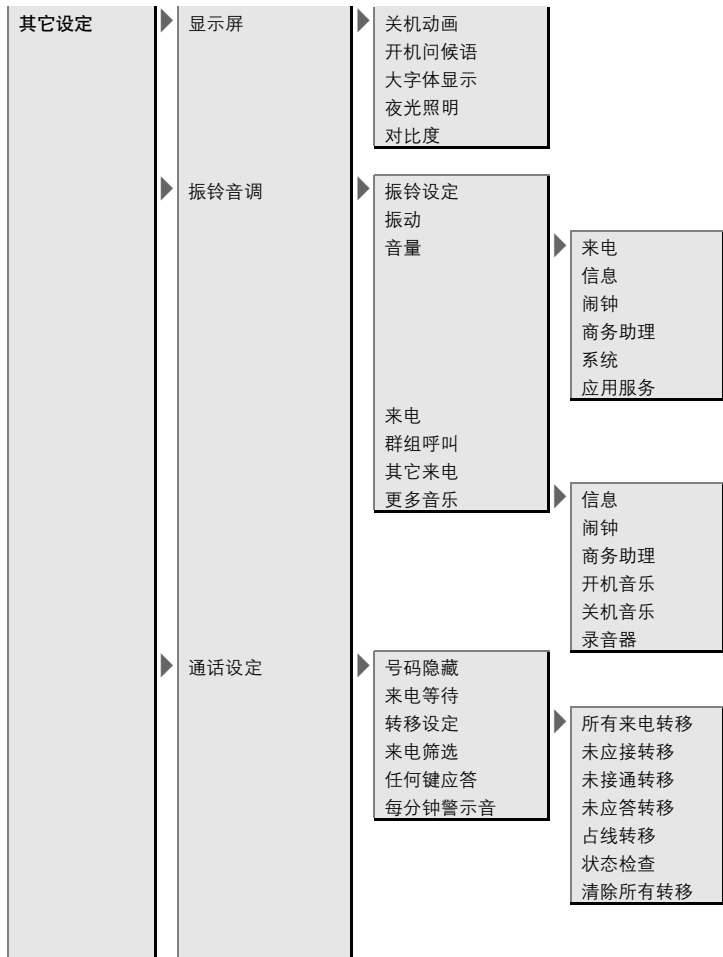 其它设定
显示屏
关机动画
开机问候语
大字体显示
夜光照明
对比度
振铃音调
振铃设定
振动
音量
来电
信息
闹钟
商务助理
系统
应用服务
来电
群组呼叫
其它来电
更多音乐
信息
闹钟
商务助理
开机音乐
关机音乐
录音器
通话设定
号码隐藏
来电等待
转移设定
来电筛选
任何键应答
每分钟警示音
所有来电转移
未应接转移
未接通转移
未应答转移
占线转移
状态检查
清除所有转移